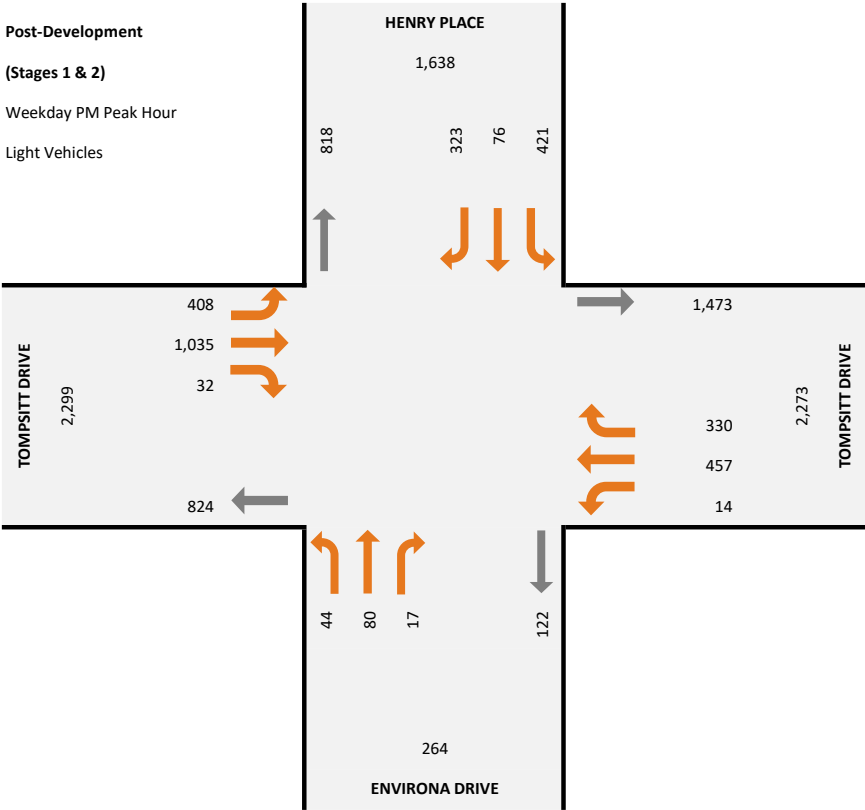 Post-Development
(Stages 1 & 2)
Weekday PM Peak Hour
Light Vehicles
HENRY PLACE
1,638
818
323
76
421
408
1,035
32
824
TOMPSITT DRIVE
2,299
1,473
330
457
14
2,273
TOMPSITT DRIVE
44
80
17
122
264
ENVIRONA DRIVE